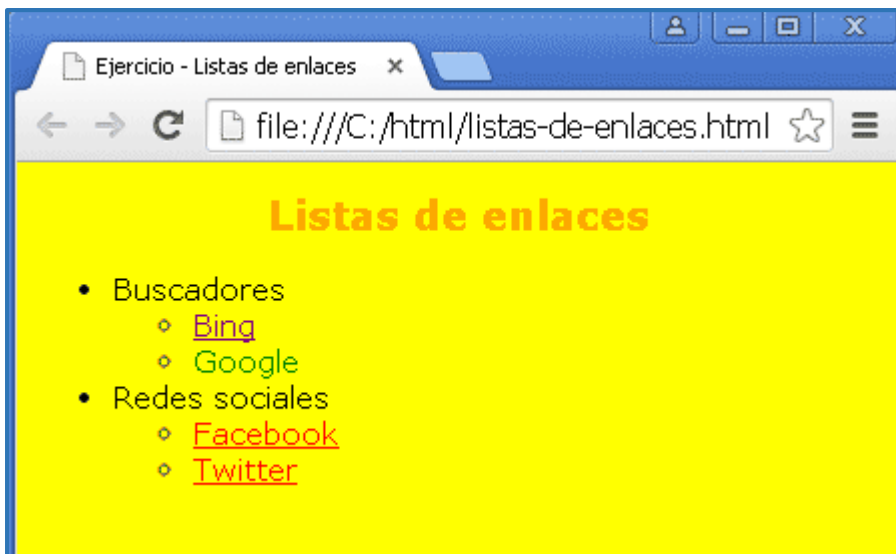 Ejercicio - Listas de enlaces
file:///C:/html/listas-de-enlaces.html
Listas de enlaces
Buscadores
Bing
Google
Redes sociales
Facebook
Twitter